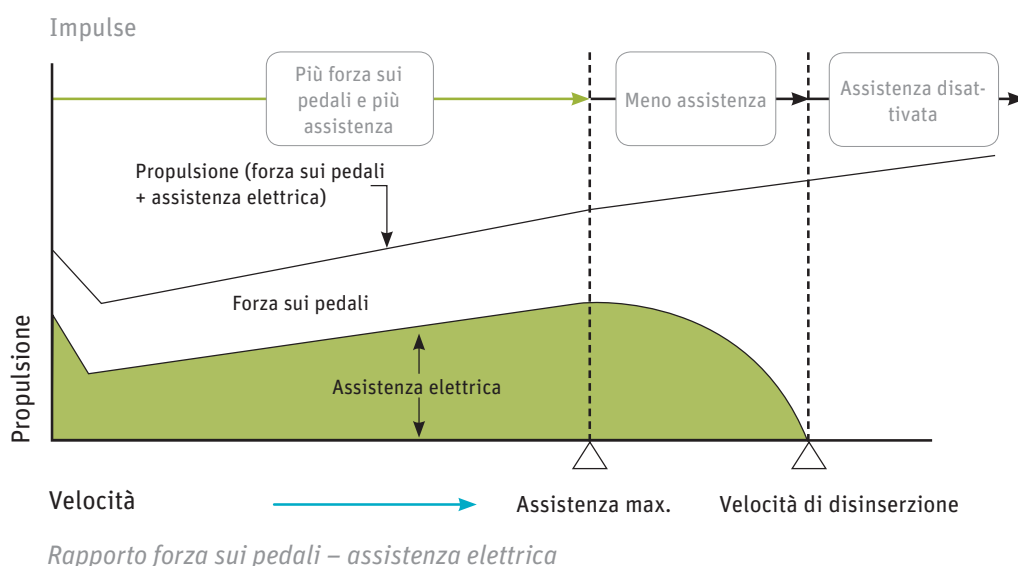 Impulse
Più forza sui
pedali e più
assistenza
Meno assistenza
Assistenza disat-
tivata
Propulsione (forza sui pedali
+ assistenza elettrica)
Forza sui pedali
Assistenza elettrica
Propulsione
Velocità
Assistenza max.
Velocità di disinserzione
Rapporto forza sui pedali – assistenza elettrica